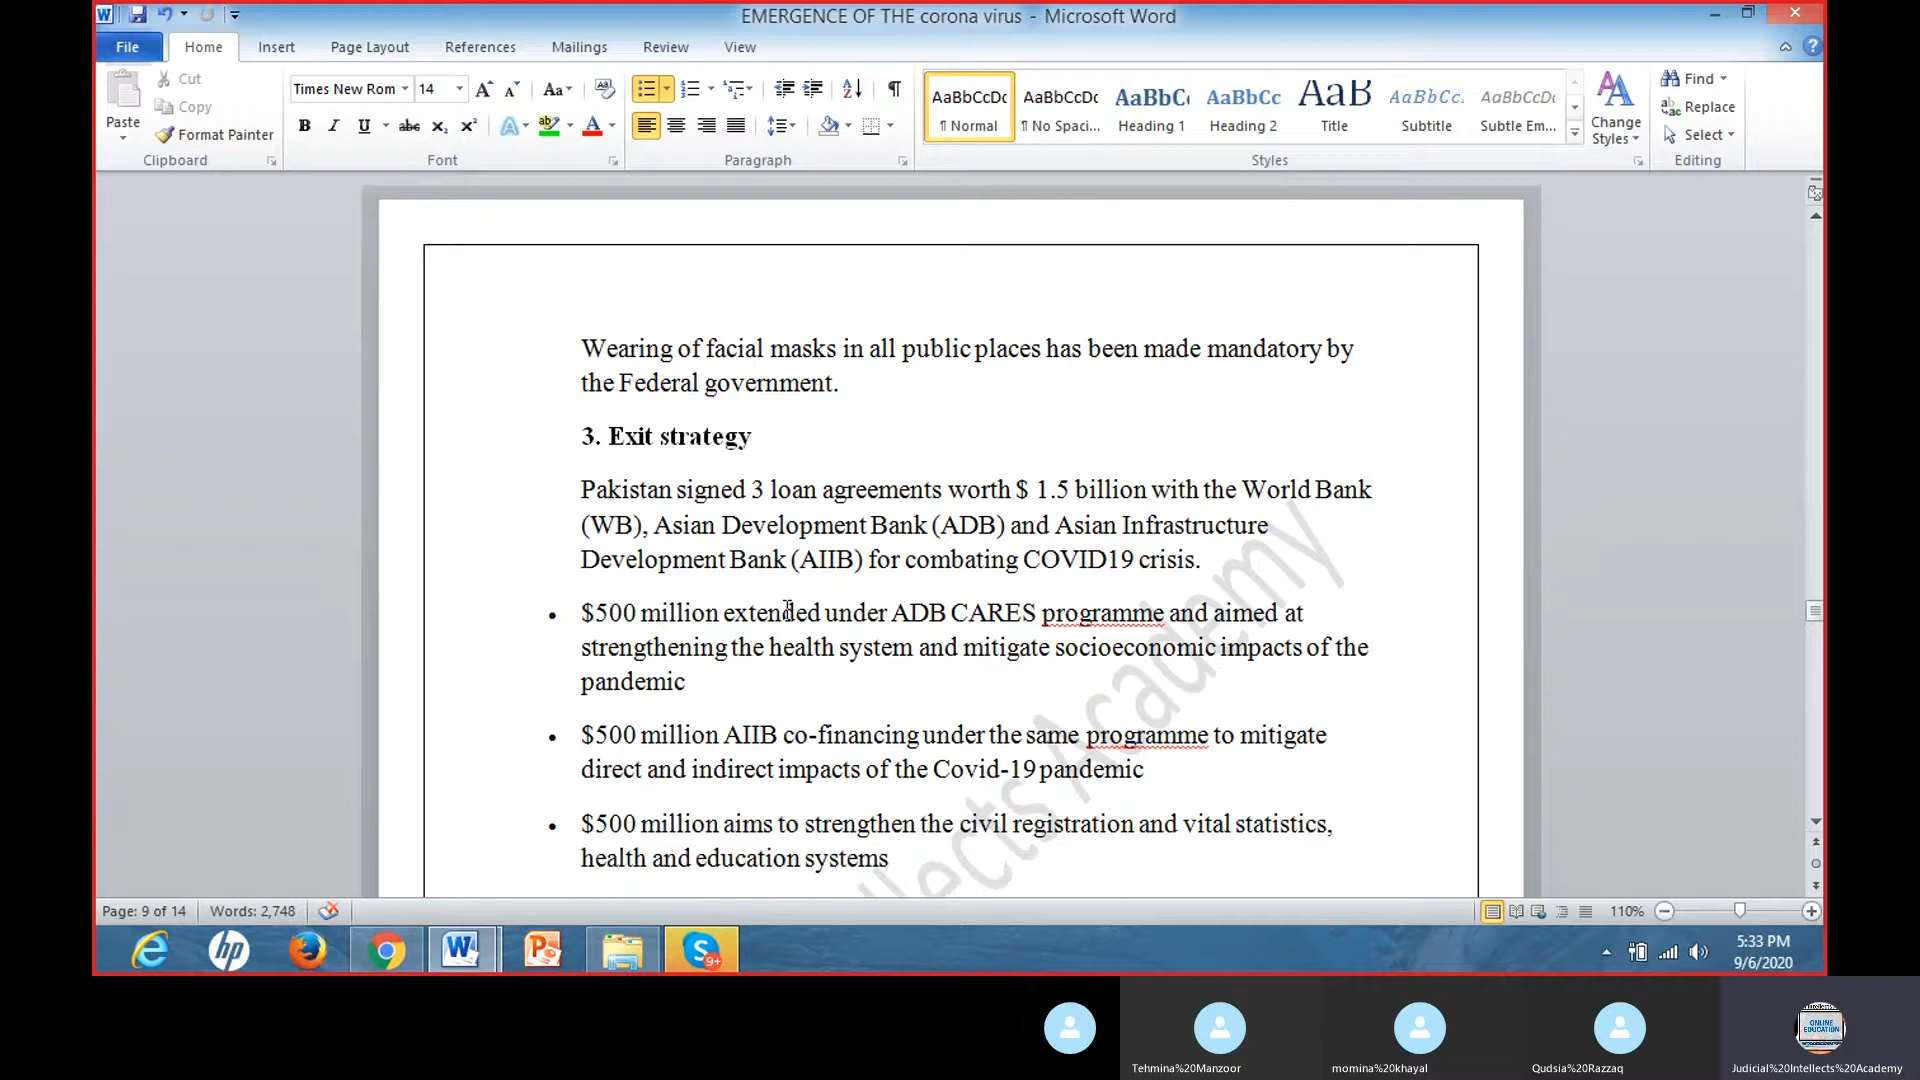 EMERGENCE OF THE corona virus - Microsoft Word
File Home Insert Page Layout References Mailings Review View
Paste
Cut
Copy
Format Painter
Clipboard
Times New Rom 14
Font
Paragraph
AaBbCcDc AaBbCcDc AaBbC AaBbCc AaB AaBbCc. AaBbCcDc
¶ Normal ¶ No Spaci... Heading 1 Heading 2 Title Subtitle Subtle Em...
Change
Styles
Styles
Find
Replace
Select
Editing
Wearing of facial masks in all public places has been made mandatory by
the Federal government.
3. Exit strategy
Pakistan signed 3 loan agreements worth $ 1.5 billion with the World Bank
(WB), Asian Development Bank (ADB) and Asian Infrastructure
Development Bank (AIIB) for combating COVID19 crisis.
• $500 million extended under ADB CARES programme and aimed at
strengthening the health system and mitigate socioeconomic impacts of the
pandemic
• $500 million AIIB co-financing under the same programme to mitigate
direct and indirect impacts of the Covid-19 pandemic
• $500 million aims to strengthen the civil registration and vital statistics,
health and education systems
llects Academy
Page: 9 of 14 Words: 2,748 110%
9+
5:33 PM
9/6/2020
ONLINE
EDUCATION
Tehmina%20Manzoor momina%20khayal Qudsia%20Razzaq Judicial%20Intellects%20Academy